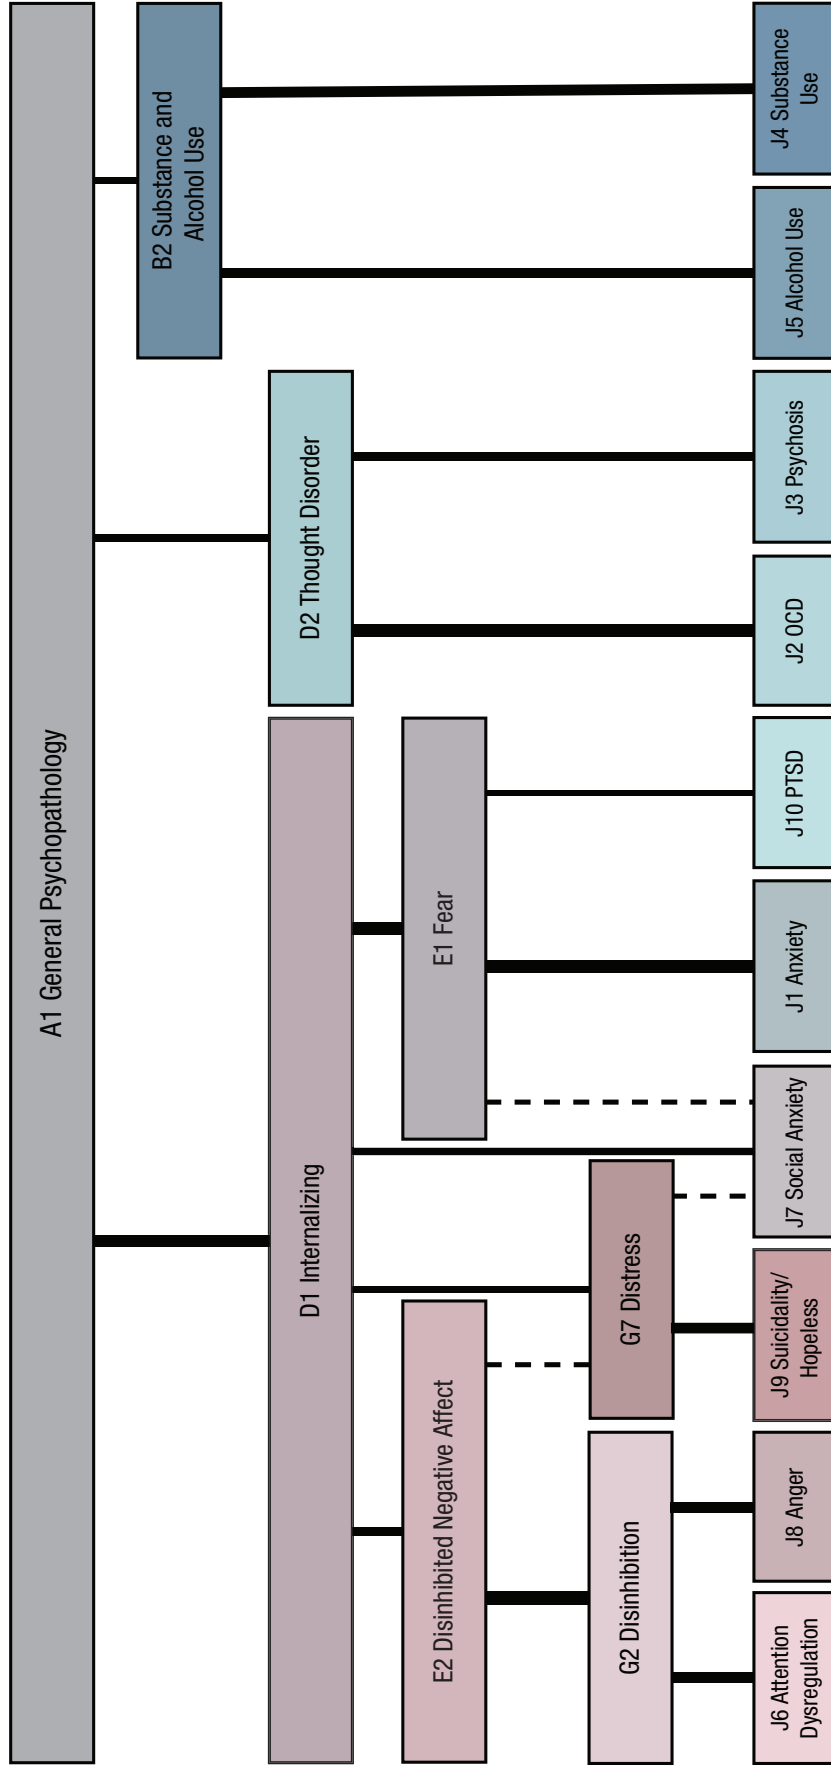 A1 General Psychopathology
B2 Substance and
Alcohol Use
D1 Internalizing
D2 Thought Disorder
E2 Disinhibited Negative Affect
E1 Fear
G2 Disinhibition
G7 Distress
J6 Attention
Dysregulation
J8 Anger
J9 Suicidality/
Hopeless
J7 Social Anxiety
J1 Anxiety
J10 PTSD
J2 OCD
J3 Psychosis
J5 Alcohol Use
J4 Substance
Use